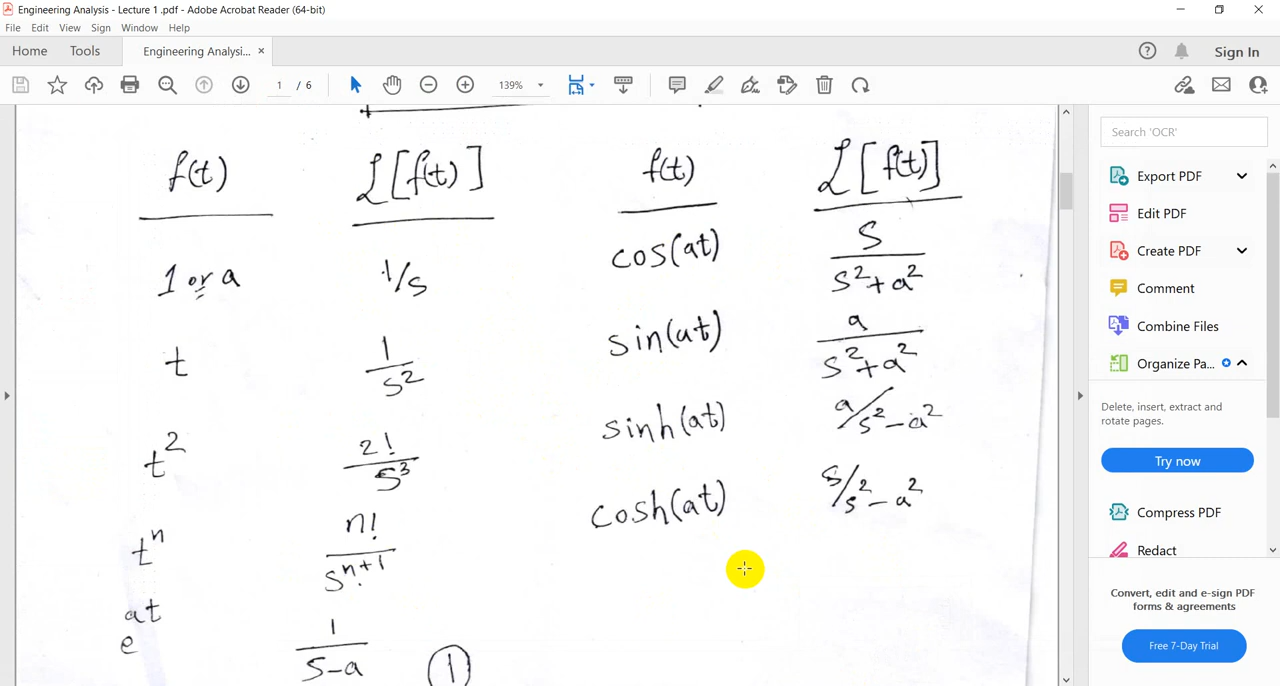 Engineering Analysis - Lecture 1 .pdf - Adobe Acrobat Reader (64-bit)
File Edit View Sign Window Help
Home Tools Engineering Analysi... × Sign In
1 / 6 139%
f(t) ℒ[f(t)] f(t) ℒ[f(t)]
1 or a 1/s cos(at) s/(s²+a²)
t 1/s² sin(at) a/(s²+a²)
t² 2!/s³ sinh(at) a/s²-a²
tⁿ n!/sⁿ⁺¹ cosh(at) s/s²-a²
e^at 1/(s-a) ①
Search 'OCR'
Export PDF
Edit PDF
Create PDF
Comment
Combine Files
Organize Pa...
Delete, insert, extract and
rotate pages.
Try now
Compress PDF
Redact
Convert, edit and e-sign PDF
forms & agreements
Free 7-Day Trial